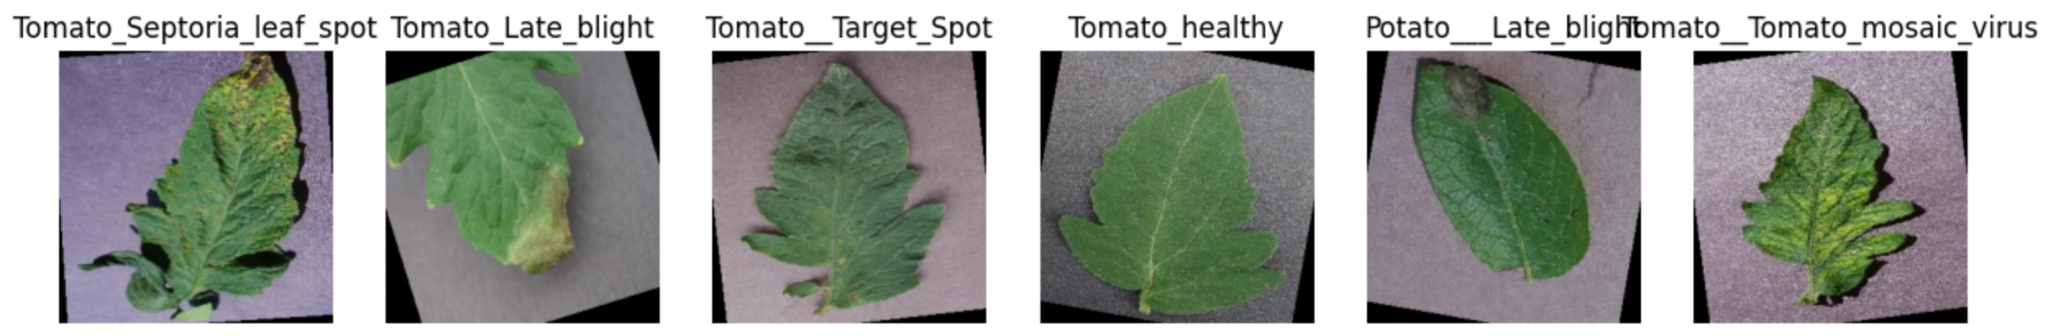 Tomato_Septoria_leaf_spot
Tomato_Late_blight
Tomato__Target_Spot
Tomato_healthy
Potato___Late_blight
Tomato__Tomato_mosaic_virus